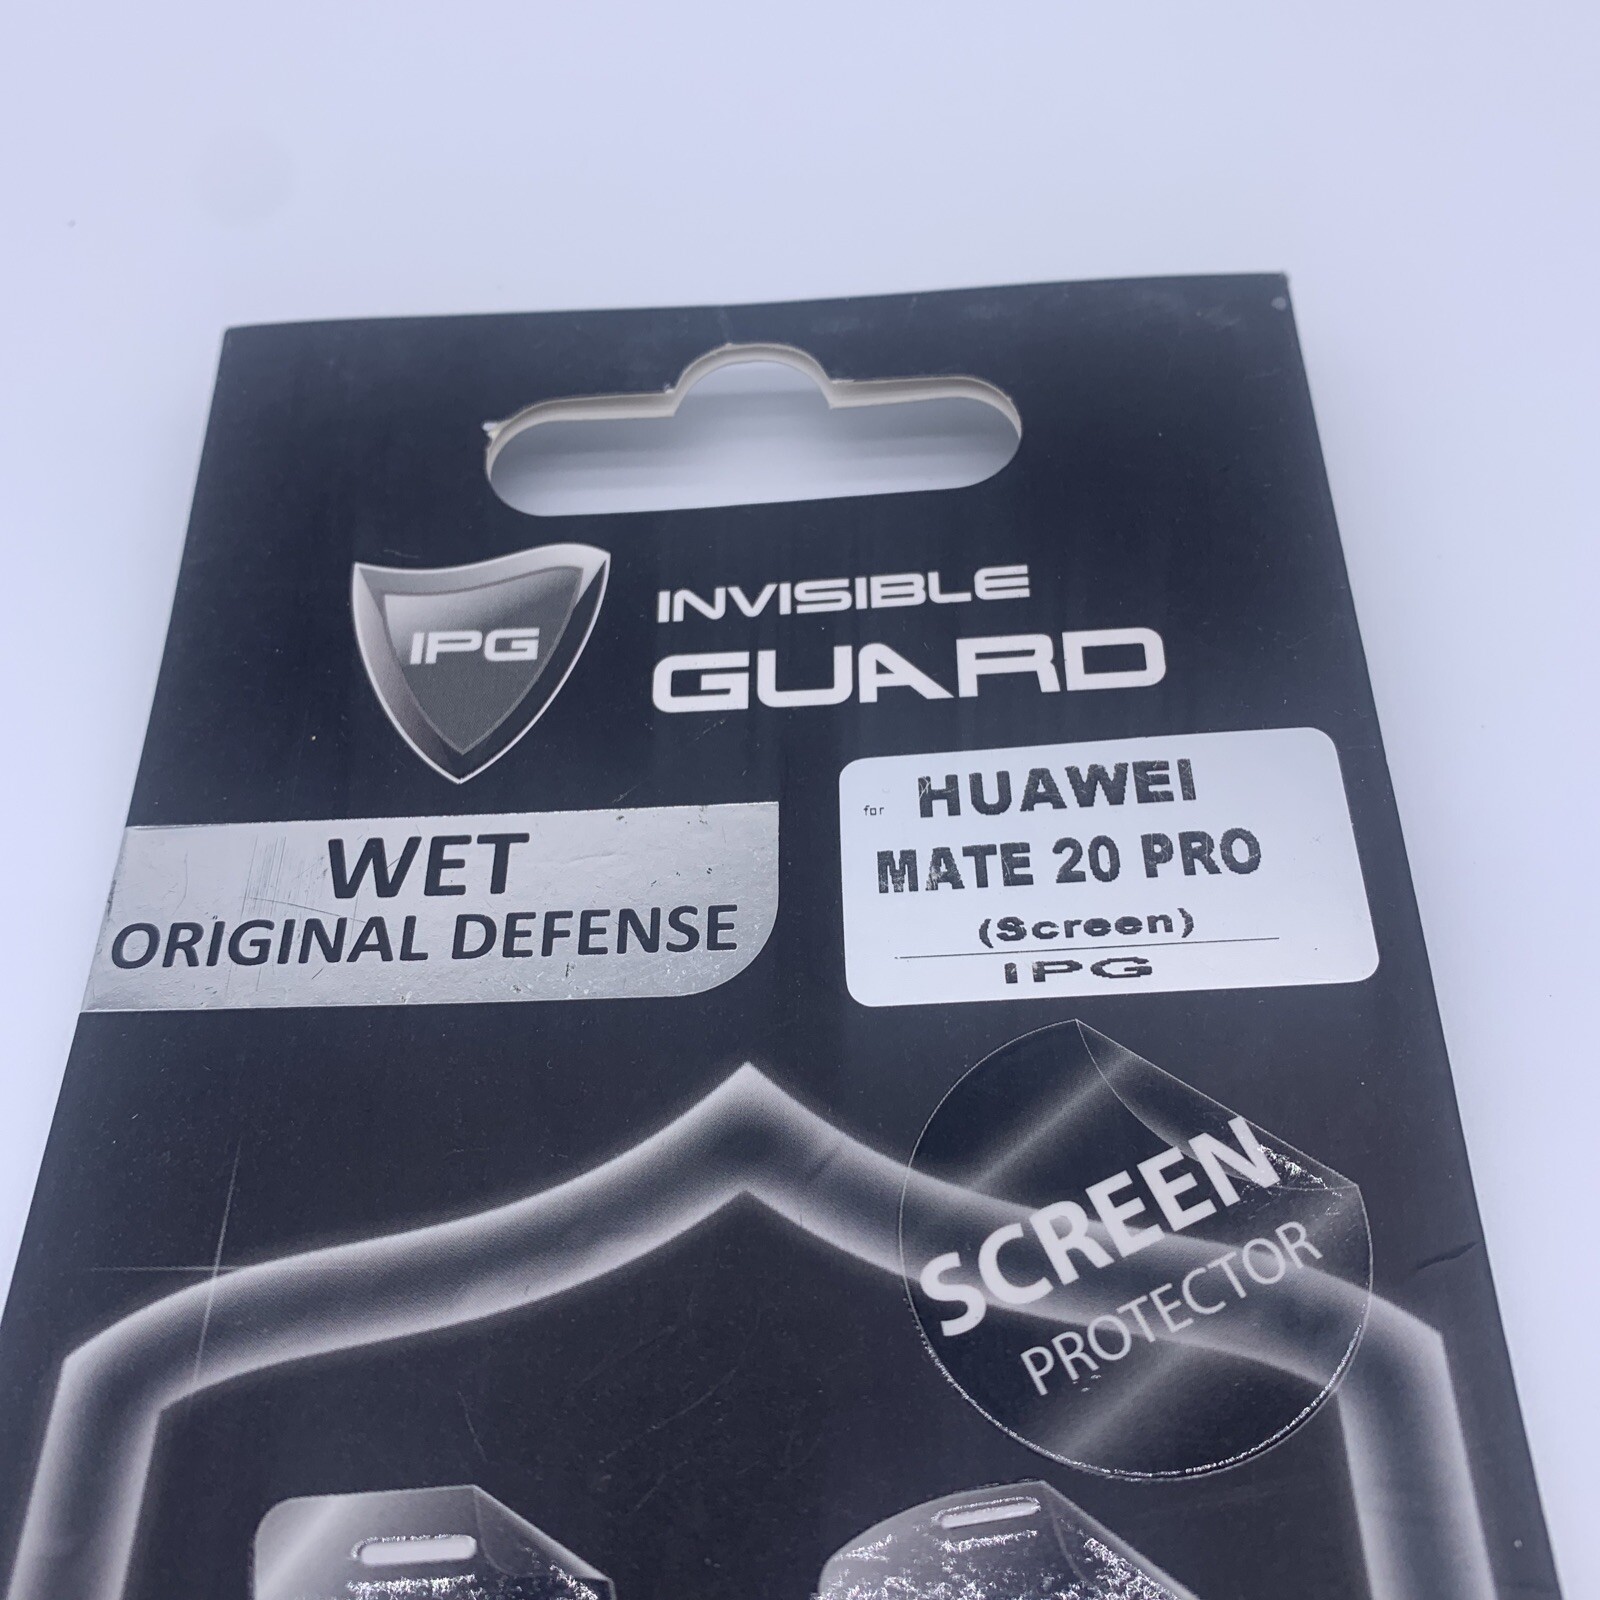 IPG
INVISIBLE
GUARD
WET
ORIGINAL DEFENSE
for HUAWEI
MATE 20 PRO
(Screen)
IPG
SCREEN
PROTECTOR